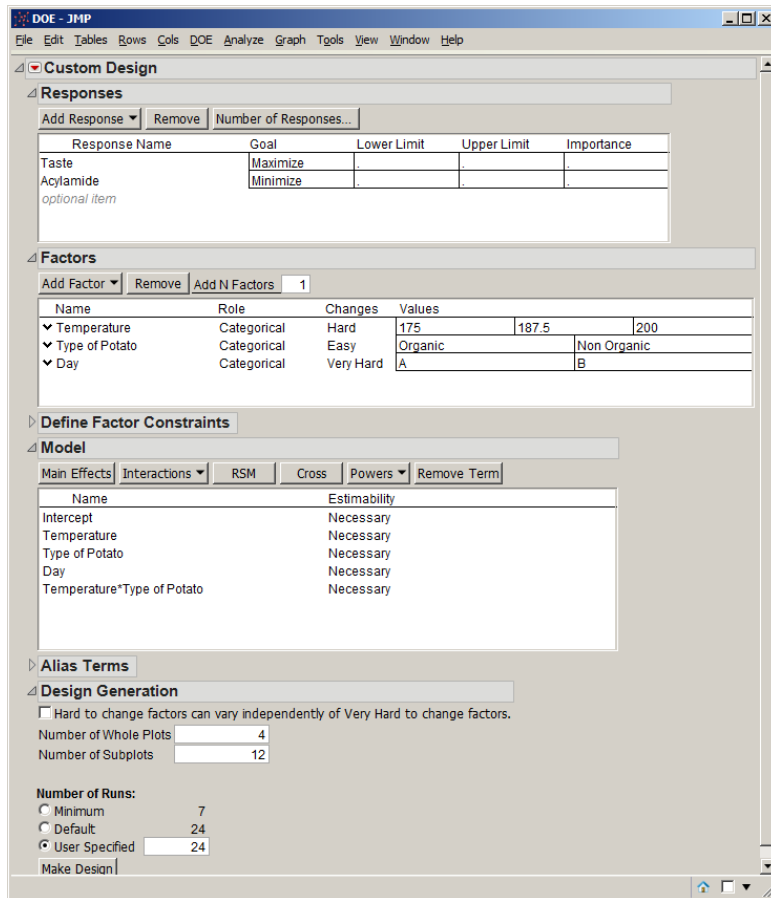 DOE - JMP
File Edit Tables Rows Cols DOE Analyze Graph Tools View Window Help
Custom Design
Responses
Add Response Remove Number of Responses...
Response Name Goal Lower Limit Upper Limit Importance
Taste Maximize . . .
Acylamide Minimize . . .
optional item
Factors
Add Factor Remove Add N Factors 1
Name Role Changes Values
Temperature Categorical Hard 175 187.5 200
Type of Potato Categorical Easy Organic Non Organic
Day Categorical Very Hard A B
Define Factor Constraints
Model
Main Effects Interactions RSM Cross Powers Remove Term
Name Estimability
Intercept Necessary
Temperature Necessary
Type of Potato Necessary
Day Necessary
Temperature*Type of Potato Necessary
Alias Terms
Design Generation
Hard to change factors can vary independently of Very Hard to change factors.
Number of Whole Plots 4
Number of Subplots 12
Number of Runs:
Minimum 7
Default 24
User Specified 24
Make Design